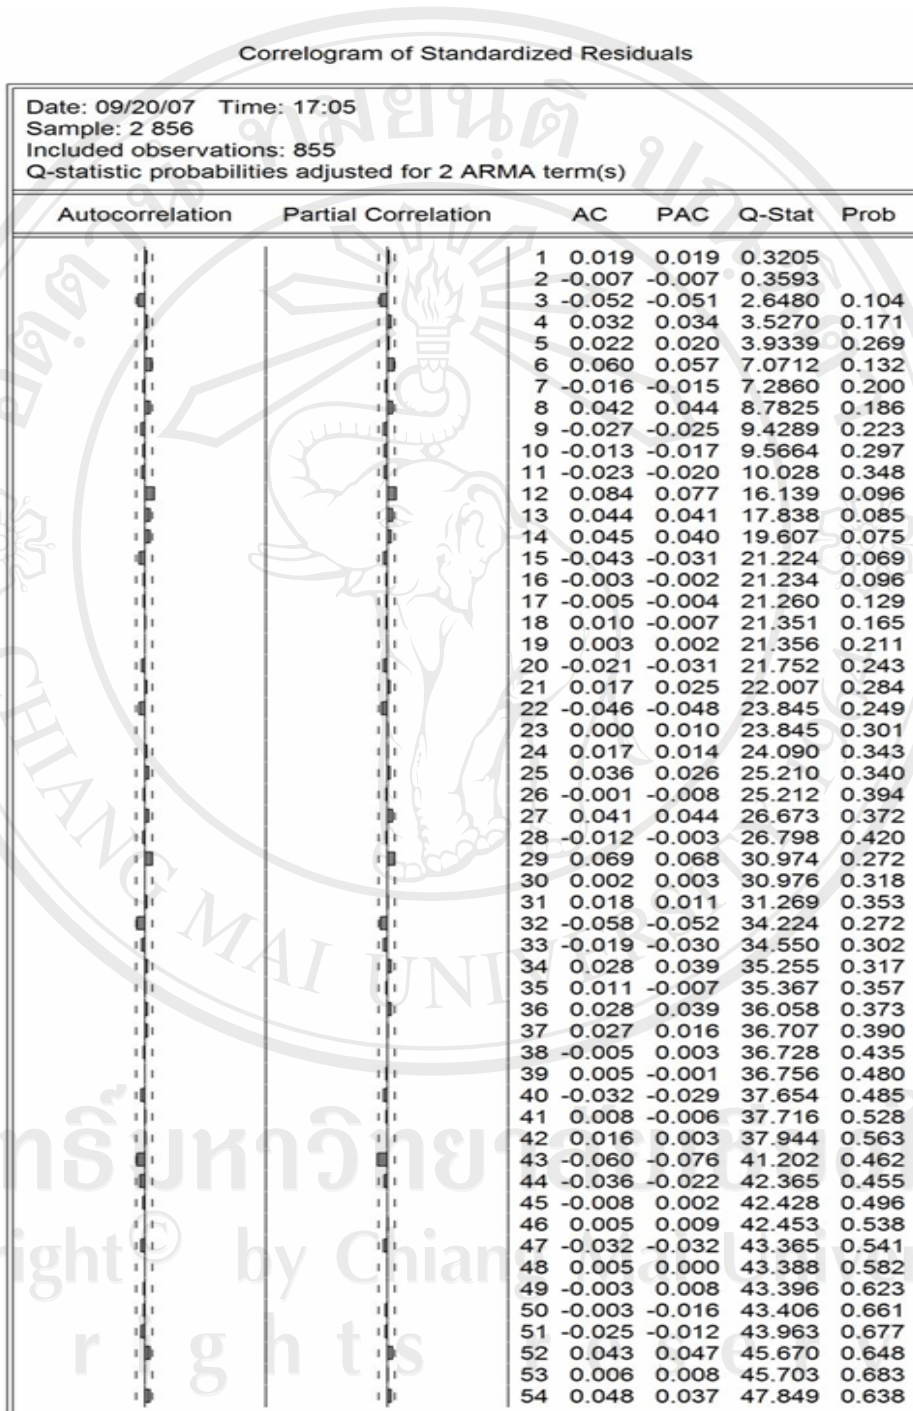 Correlogram of Standardized Residuals
Date: 09/20/07 Time: 17:05
Sample: 2 856
Included observations: 855
Q-statistic probabilities adjusted for 2 ARMA term(s)
Autocorrelation Partial Correlation AC PAC Q-Stat Prob
1 0.019 0.019 0.3205
2 -0.007 -0.007 0.3593
3 -0.052 -0.051 2.6480 0.104
4 0.032 0.034 3.5270 0.171
5 0.022 0.020 3.9339 0.269
6 0.060 0.057 7.0712 0.132
7 -0.016 -0.015 7.2860 0.200
8 0.042 0.044 8.7825 0.186
9 -0.027 -0.025 9.4289 0.223
10 -0.013 -0.017 9.5664 0.297
11 -0.023 -0.020 10.028 0.348
12 0.084 0.077 16.139 0.096
13 0.044 0.041 17.838 0.085
14 0.045 0.040 19.607 0.075
15 -0.043 -0.031 21.224 0.069
16 -0.003 -0.002 21.234 0.096
17 -0.005 -0.004 21.260 0.129
18 0.010 -0.007 21.351 0.165
19 0.003 0.002 21.356 0.211
20 -0.021 -0.031 21.752 0.243
21 0.017 0.025 22.007 0.284
22 -0.046 -0.048 23.845 0.249
23 0.000 0.010 23.845 0.301
24 0.017 0.014 24.090 0.343
25 0.036 0.026 25.210 0.340
26 -0.001 -0.008 25.212 0.394
27 0.041 0.044 26.673 0.372
28 -0.012 -0.003 26.798 0.420
29 0.069 0.068 30.974 0.272
30 0.002 0.003 30.976 0.318
31 0.018 0.011 31.269 0.353
32 -0.058 -0.052 34.224 0.272
33 -0.019 -0.030 34.550 0.302
34 0.028 0.039 35.255 0.317
35 0.011 -0.007 35.367 0.357
36 0.028 0.039 36.058 0.373
37 0.027 0.016 36.707 0.390
38 -0.005 0.003 36.728 0.435
39 0.005 -0.001 36.756 0.480
40 -0.032 -0.029 37.654 0.485
41 0.008 -0.006 37.716 0.528
42 0.016 0.003 37.944 0.563
43 -0.060 -0.076 41.202 0.462
44 -0.036 -0.022 42.365 0.455
45 -0.008 0.002 42.428 0.496
46 0.005 0.009 42.453 0.538
47 -0.032 -0.032 43.365 0.541
48 0.005 0.000 43.388 0.582
49 -0.003 0.008 43.396 0.623
50 -0.003 -0.016 43.406 0.661
51 -0.025 -0.012 43.963 0.677
52 0.043 0.047 45.670 0.648
53 0.006 0.008 45.703 0.683
54 0.048 0.037 47.849 0.638
CHIANG MAI UNIVERSITY 1964
by Chiang Mai